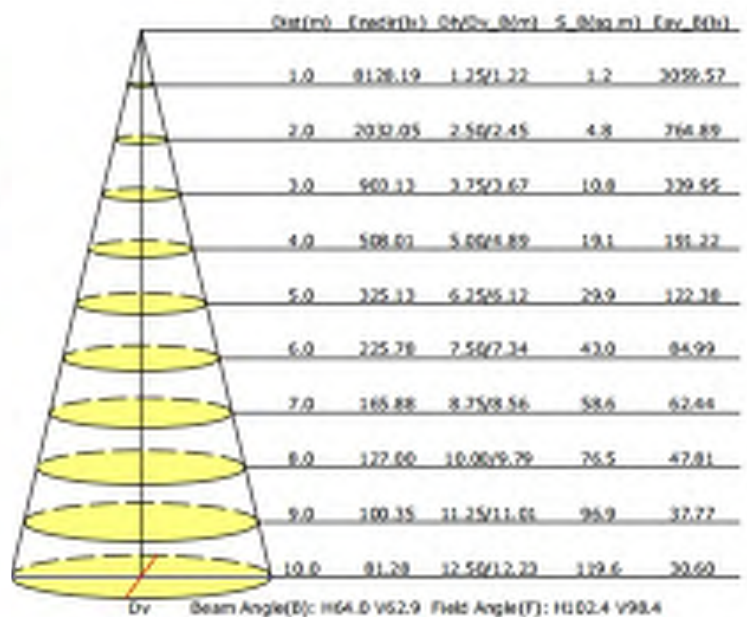 Dist(m) Enadir(lx) Dh/Dv_B(m) S_B(sq.m) Eav_B(lx)
1.0 8128.19 1.25/1.22 1.2 3059.57
2.0 2032.05 2.50/2.45 4.8 764.89
3.0 903.13 3.75/3.67 10.8 339.95
4.0 508.01 5.00/4.89 19.1 191.22
5.0 325.13 6.25/6.12 29.9 122.38
6.0 225.78 7.50/7.34 43.0 84.99
7.0 165.88 8.75/8.56 58.6 62.44
8.0 127.00 10.00/9.79 76.5 47.81
9.0 100.35 11.25/11.01 96.9 37.77
10.0 81.28 12.50/12.23 119.6 30.60
Dv Beam Angle(B): H64.0 V62.9 Field Angle(F): H102.4 V98.4